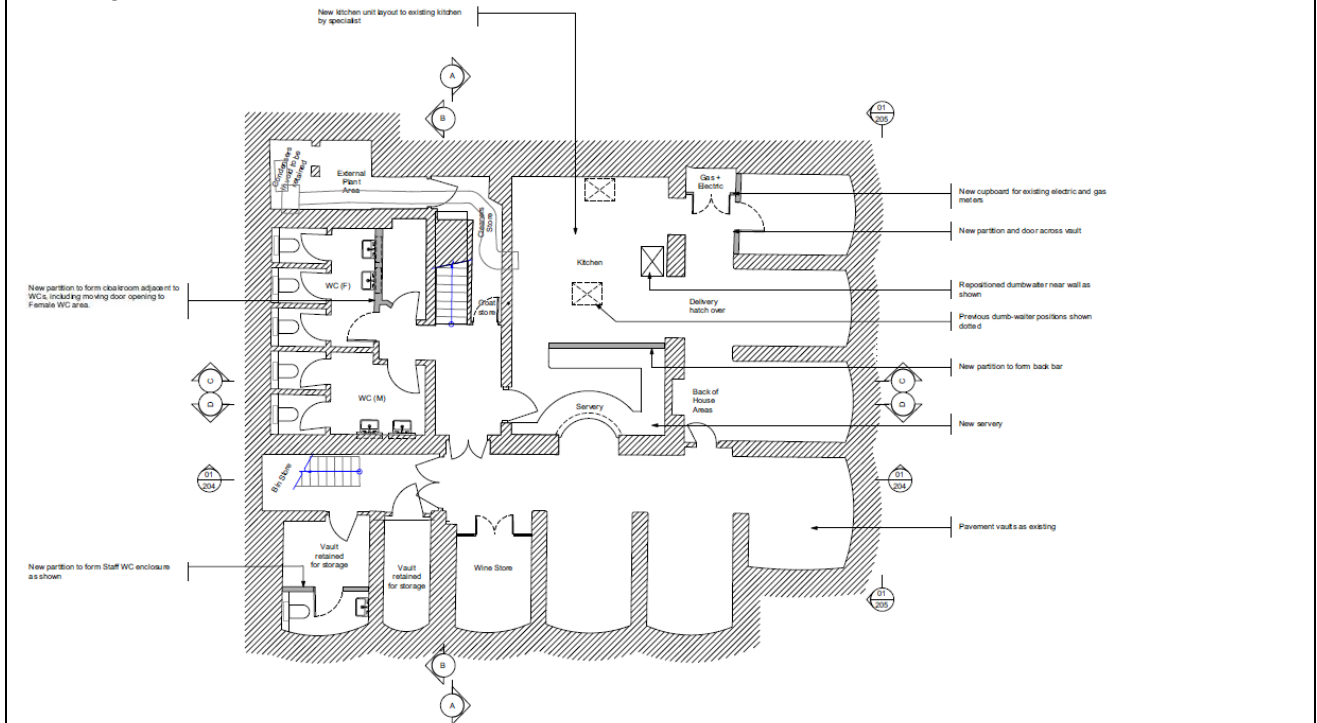 New kitchen unit layout to existing kitchen
by specialist
A
B
01
205
External
Plant
Area
Condensers
to be
retained
Gas +
Electric
New cupboard for existing electric and gas
meters
Cleaners
Store
New partition and door across vault
Kitchen
WC (F)
New partition to form cloakroom adjacent to
WCs, including moving door opening to
Female WC area.
Repositioned dumbwaiter near wall as
shown
Coat
store
Delivery
hatch over
Previous dumb-waiter positions shown
dotted
New partition to form back bar
C
D
C
D
WC (M)
Back of
House
Areas
Servery
New servery
Bin Store
01
204
01
204
Pavement vaults as existing
Vault
retained
for storage
Vault
retained
for storage
Wine Store
New partition to form Staff WC enclosure
as shown
01
205
B
A